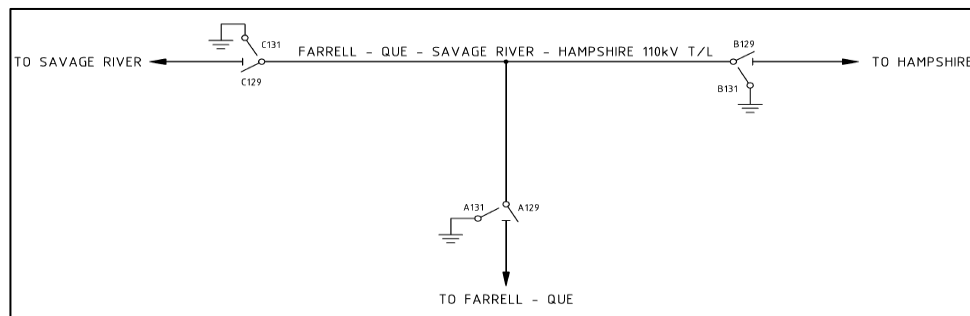 C131
FARRELL - QUE - SAVAGE RIVER - HAMPSHIRE 110kV T/L
B129
TO SAVAGE RIVER
TO HAMPSHIRE
C129
B131
A131
A129
TO FARRELL - QUE